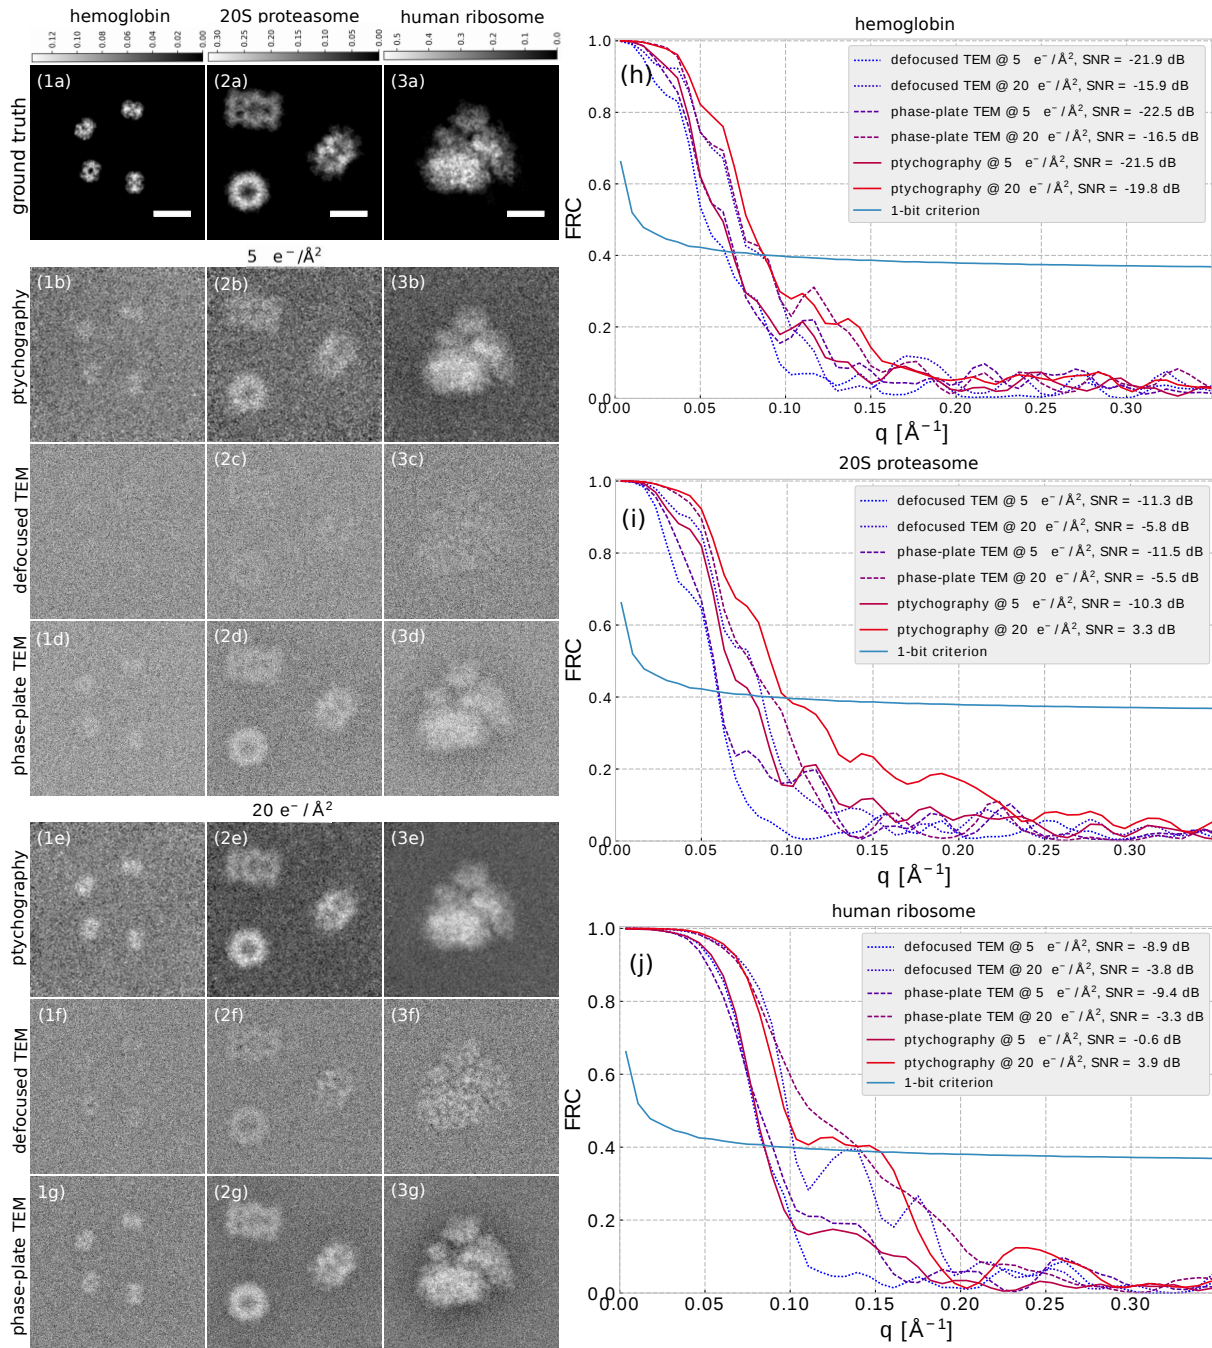 hemoglobin
20S proteasome
human ribosome
0.12 0.10 0.08 0.06 0.04 0.02 0.00
0.30 0.25 0.20 0.15 0.10 0.05 0.00
0.5 0.4 0.3 0.2 0.1 0.0
ground truth
(1a) (2a) (3a)
5 e⁻/Å²
ptychography
(1b) (2b) (3b)
defocused TEM
(2c) (3c)
phase-plate TEM
(1d) (2d) (3d)
20 e⁻/Å²
ptychography
(1e) (2e) (3e)
defocused TEM
(1f) (2f) (3f)
phase-plate TEM
1g) (2g) (3g)
hemoglobin
(h)
defocused TEM @ 5 e⁻/Å², SNR = -21.9 dB
defocused TEM @ 20 e⁻/Å², SNR = -15.9 dB
phase-plate TEM @ 5 e⁻/Å², SNR = -22.5 dB
phase-plate TEM @ 20 e⁻/Å², SNR = -16.5 dB
ptychography @ 5 e⁻/Å², SNR = -21.5 dB
ptychography @ 20 e⁻/Å², SNR = -19.8 dB
1-bit criterion
1.0
0.8
0.6
0.4
0.2
0.0
FRC
0.00 0.05 0.10 0.15 0.20 0.25 0.30
q [Å⁻¹]
20S proteasome
(i)
defocused TEM @ 5 e⁻/Å², SNR = -11.3 dB
defocused TEM @ 20 e⁻/Å², SNR = -5.8 dB
phase-plate TEM @ 5 e⁻/Å², SNR = -11.5 dB
phase-plate TEM @ 20 e⁻/Å², SNR = -5.5 dB
ptychography @ 5 e⁻/Å², SNR = -10.3 dB
ptychography @ 20 e⁻/Å², SNR = 3.3 dB
1-bit criterion
1.0
0.8
0.6
0.4
0.2
0.0
FRC
0.00 0.05 0.10 0.15 0.20 0.25 0.30
q [Å⁻¹]
human ribosome
(j)
defocused TEM @ 5 e⁻/Å², SNR = -8.9 dB
defocused TEM @ 20 e⁻/Å², SNR = -3.8 dB
phase-plate TEM @ 5 e⁻/Å², SNR = -9.4 dB
phase-plate TEM @ 20 e⁻/Å², SNR = -3.3 dB
ptychography @ 5 e⁻/Å², SNR = -0.6 dB
ptychography @ 20 e⁻/Å², SNR = 3.9 dB
1-bit criterion
1.0
0.8
0.6
0.4
0.2
0.0
FRC
0.00 0.05 0.10 0.15 0.20 0.25 0.30
q [Å⁻¹]